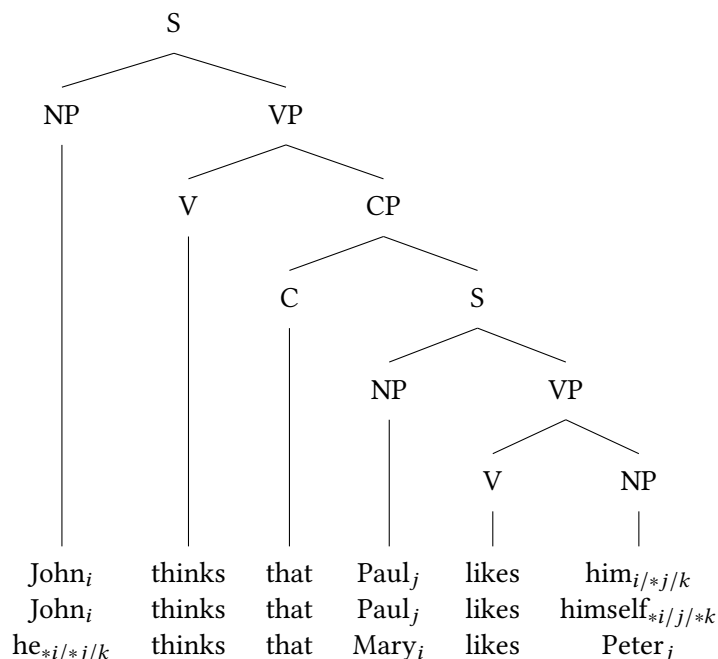 S
NP VP
V CP
C S
NP VP
V NP
John_i thinks that Paul_j likes him_{i/∗j/k}
John_i thinks that Paul_j likes himself_{∗i/j/∗k}
he_{∗i/∗j/k} thinks that Mary_i likes Peter_j